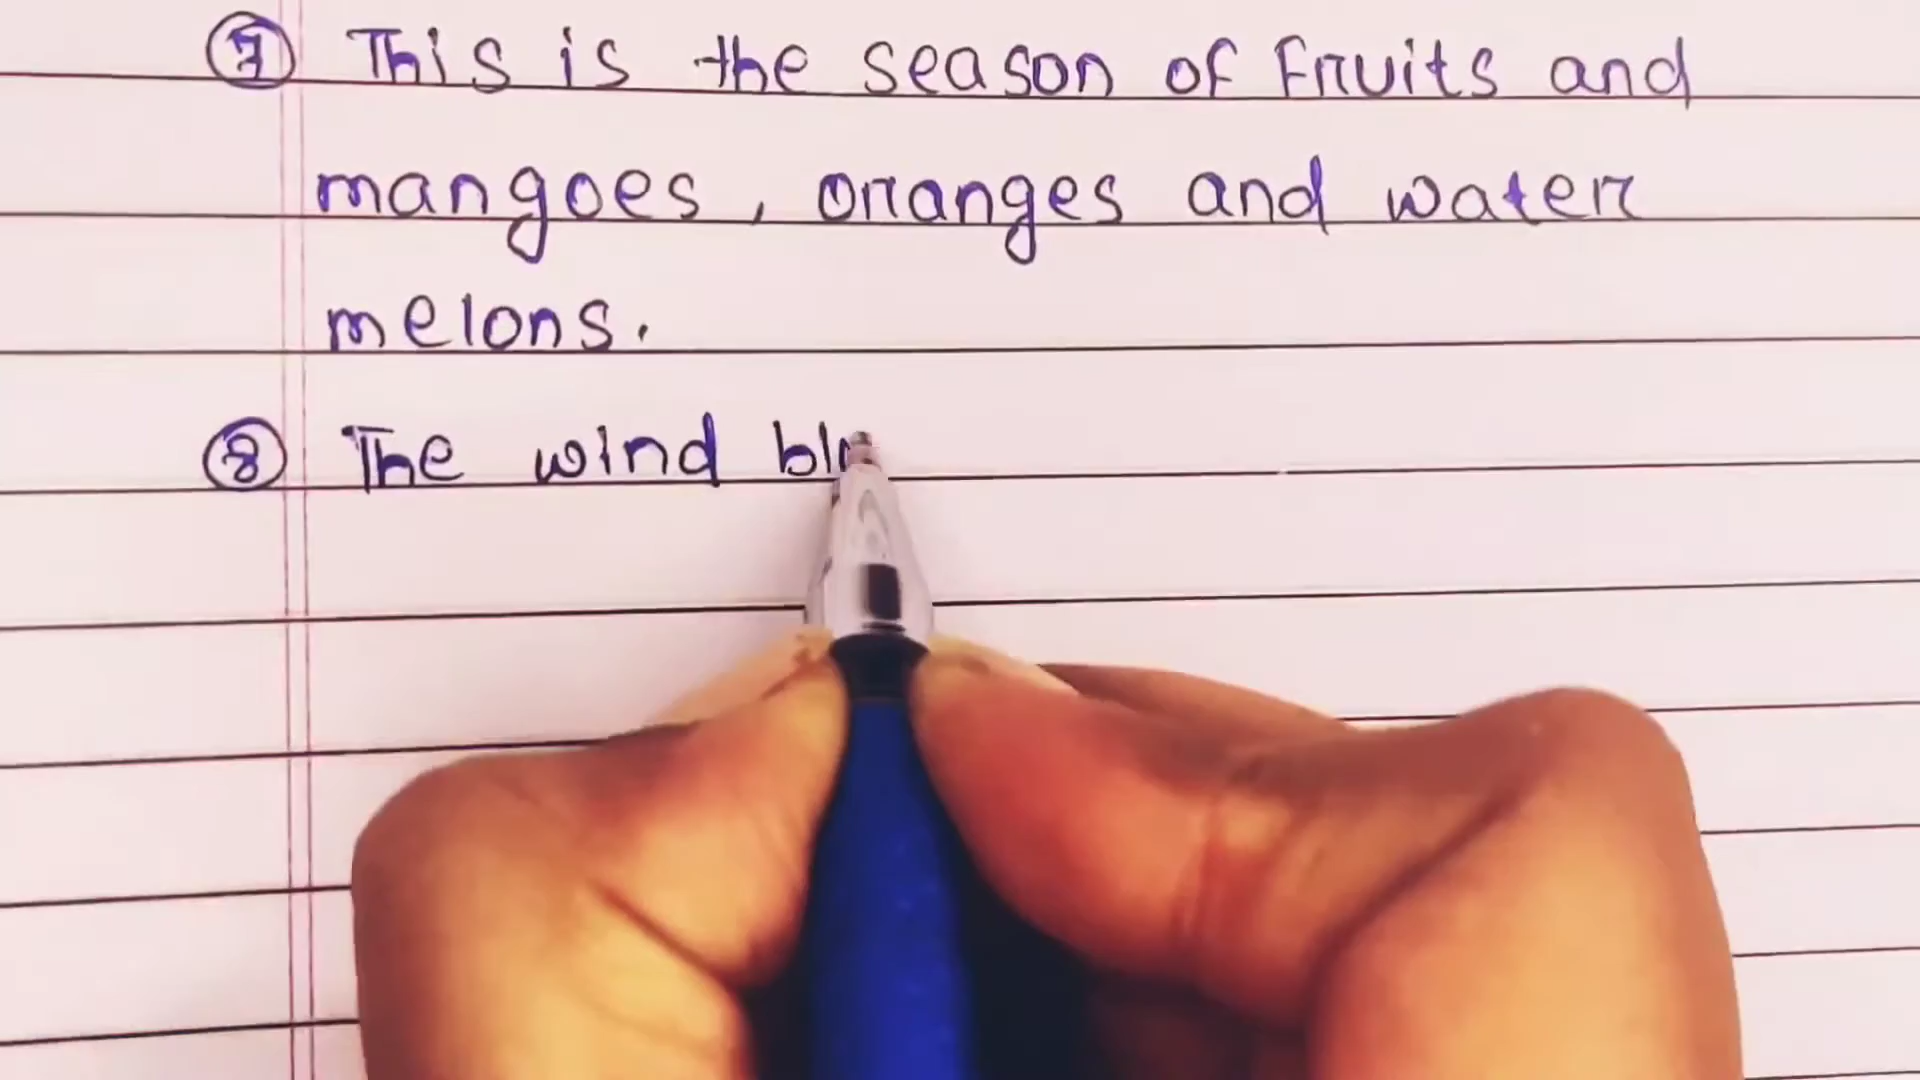 ⑦ This is the season of Fruits and
mangoes, oranges and water
melons.
⑧ The wind